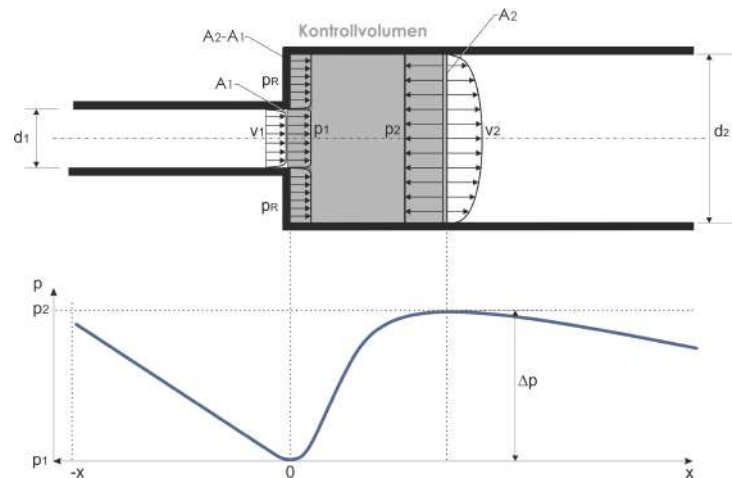 Kontrollvolumen
A2-A1
A2
pR
A1
d1
v1
p1
p2
v2
d2
pR
p
p2
Δp
p1
-x
0
x